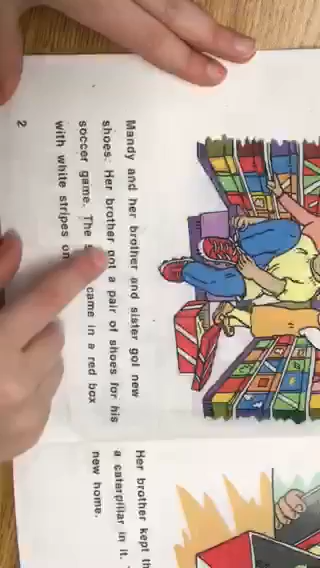 Mandy and her brother and sister got new
shoes. Her brother got a pair of shoes for his
soccer game. The came in a red box
with white stripes on
2
Her brother kept
a caterpillar in it.
new home.